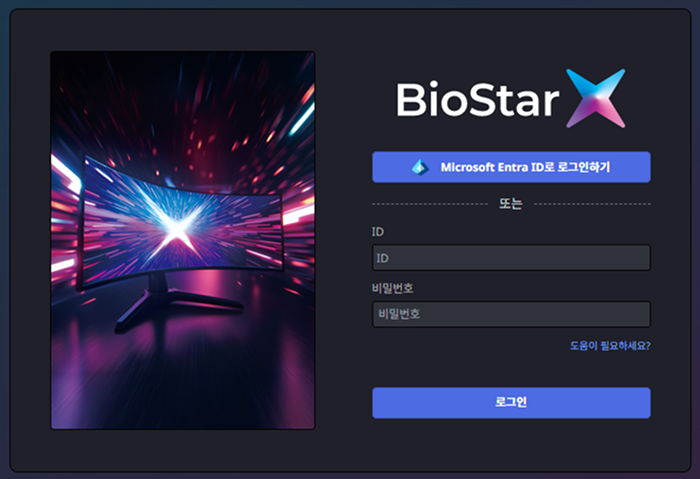 BioStar X
Microsoft Entra ID로 로그인하기
또는
ID
ID
비밀번호
비밀번호
도움이 필요하세요?
로그인